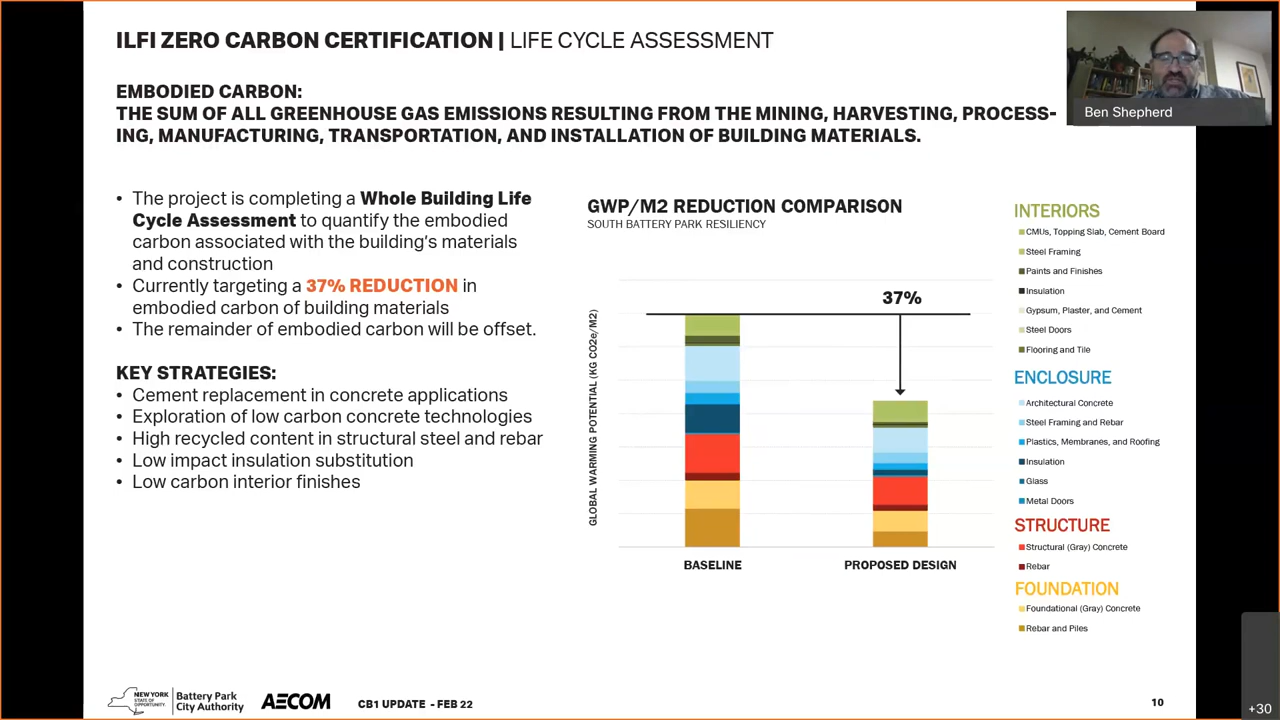 ILFI ZERO CARBON CERTIFICATION | LIFE CYCLE ASSESSMENT
Ben Shepherd
EMBODIED CARBON:
THE SUM OF ALL GREENHOUSE GAS EMISSIONS RESULTING FROM THE MINING, HARVESTING, PROCESS-
ING, MANUFACTURING, TRANSPORTATION, AND INSTALLATION OF BUILDING MATERIALS.
• The project is completing a Whole Building Life
Cycle Assessment to quantify the embodied
carbon associated with the building's materials
and construction
• Currently targeting a 37% REDUCTION in
embodied carbon of building materials
• The remainder of embodied carbon will be offset.
KEY STRATEGIES:
• Cement replacement in concrete applications
• Exploration of low carbon concrete technologies
• High recycled content in structural steel and rebar
• Low impact insulation substitution
• Low carbon interior finishes
GWP/M2 REDUCTION COMPARISON
SOUTH BATTERY PARK RESILIENCY
GLOBAL WARMING POTENTIAL (KG CO2e/M2)
37%
BASELINE
PROPOSED DESIGN
INTERIORS
CMUs, Topping Slab, Cement Board
Steel Framing
Paints and Finishes
Insulation
Gypsum, Plaster, and Cement
Steel Doors
Flooring and Tile
ENCLOSURE
Architectural Concrete
Steel Framing and Rebar
Plastics, Membranes, and Roofing
Insulation
Glass
Metal Doors
STRUCTURE
Structural (Gray) Concrete
Rebar
FOUNDATION
Foundational (Gray) Concrete
Rebar and Piles
NEW YORK
STATE OF
OPPORTUNITY.
Battery Park
City Authority
AECOM
CB1 UPDATE - FEB 22
10
+30